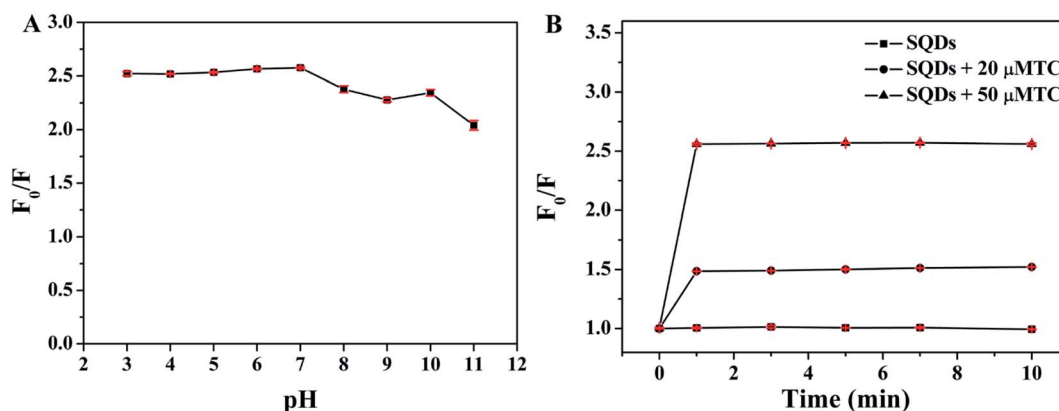 A
3.0
2.5
2.0
1.5
1.0
0.5
0.0
F0/F
2 3 4 5 6 7 8 9 10 11 12
pH
B
SQDs
SQDs + 20 μMTC
SQDs + 50 μMTC
3.5
3.0
2.5
2.0
1.5
1.0
F0/F
0 2 4 6 8 10
Time (min)